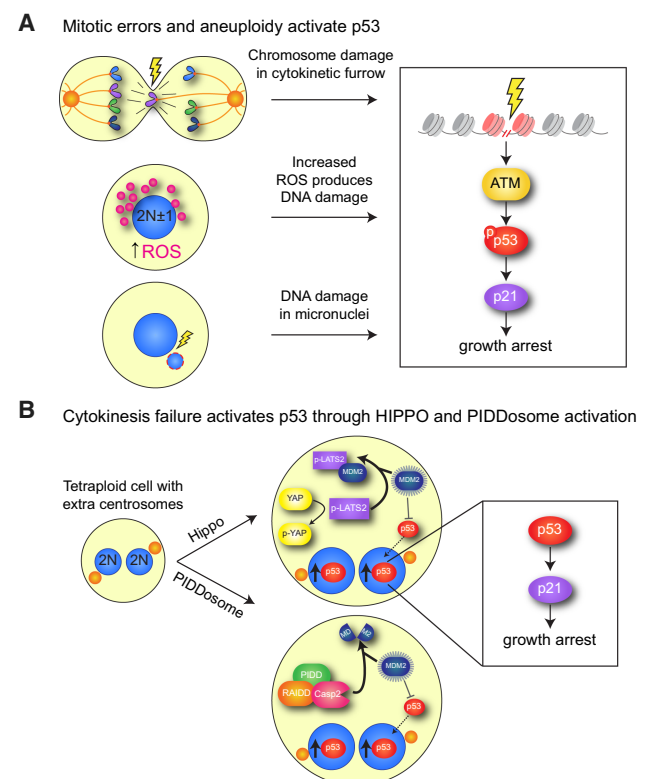 A Mitotic errors and aneuploidy activate p53
Chromosome damage
in cytokinetic furrow
Increased
ROS produces
DNA damage
2N±1
↑ROS
DNA damage
in micronuclei
ATM
p
p53
p21
growth arrest
B Cytokinesis failure activates p53 through HIPPO and PIDDosome activation
Tetraploid cell with
extra centrosomes
2N 2N
Hippo
PIDDosome
p-LATS2
MDM2
MDM2
YAP
p-LATS2
p-YAP
p53
p53
p53
p53
p21
growth arrest
MD M2
MDM2
PIDD
RAIDD
Casp2
p53
p53
p53